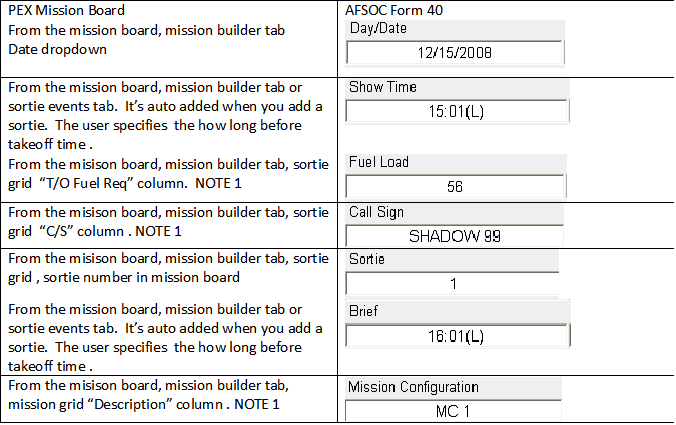 PEX Mission Board
AFSOC Form 40
From the mission board, mission builder tab
Date dropdown
Day/Date
12/15/2008
From the mission board, mission builder tab or
sortie events tab.  It's auto added when you add a
sortie.  The user specifies  the how long before
takeoff time .
Show Time
15:01(L)
From the misison board, mission builder tab, sortie
grid  “T/O Fuel Req” column.  NOTE 1
Fuel Load
56
From the misison board, mission builder tab, sortie
grid  “C/S” column . NOTE 1
Call Sign
SHADOW 99
From the misison board, mission builder tab, sortie
grid , sortie number in mission board
Sortie
1
From the mission board, mission builder tab or
sortie events tab.  It's auto added when you add a
sortie.  The user specifies  the how long before
takeoff time .
Brief
16:01(L)
From the misison board, mission builder tab,
mission grid “Description” column . NOTE 1
Mission Configuration
MC 1